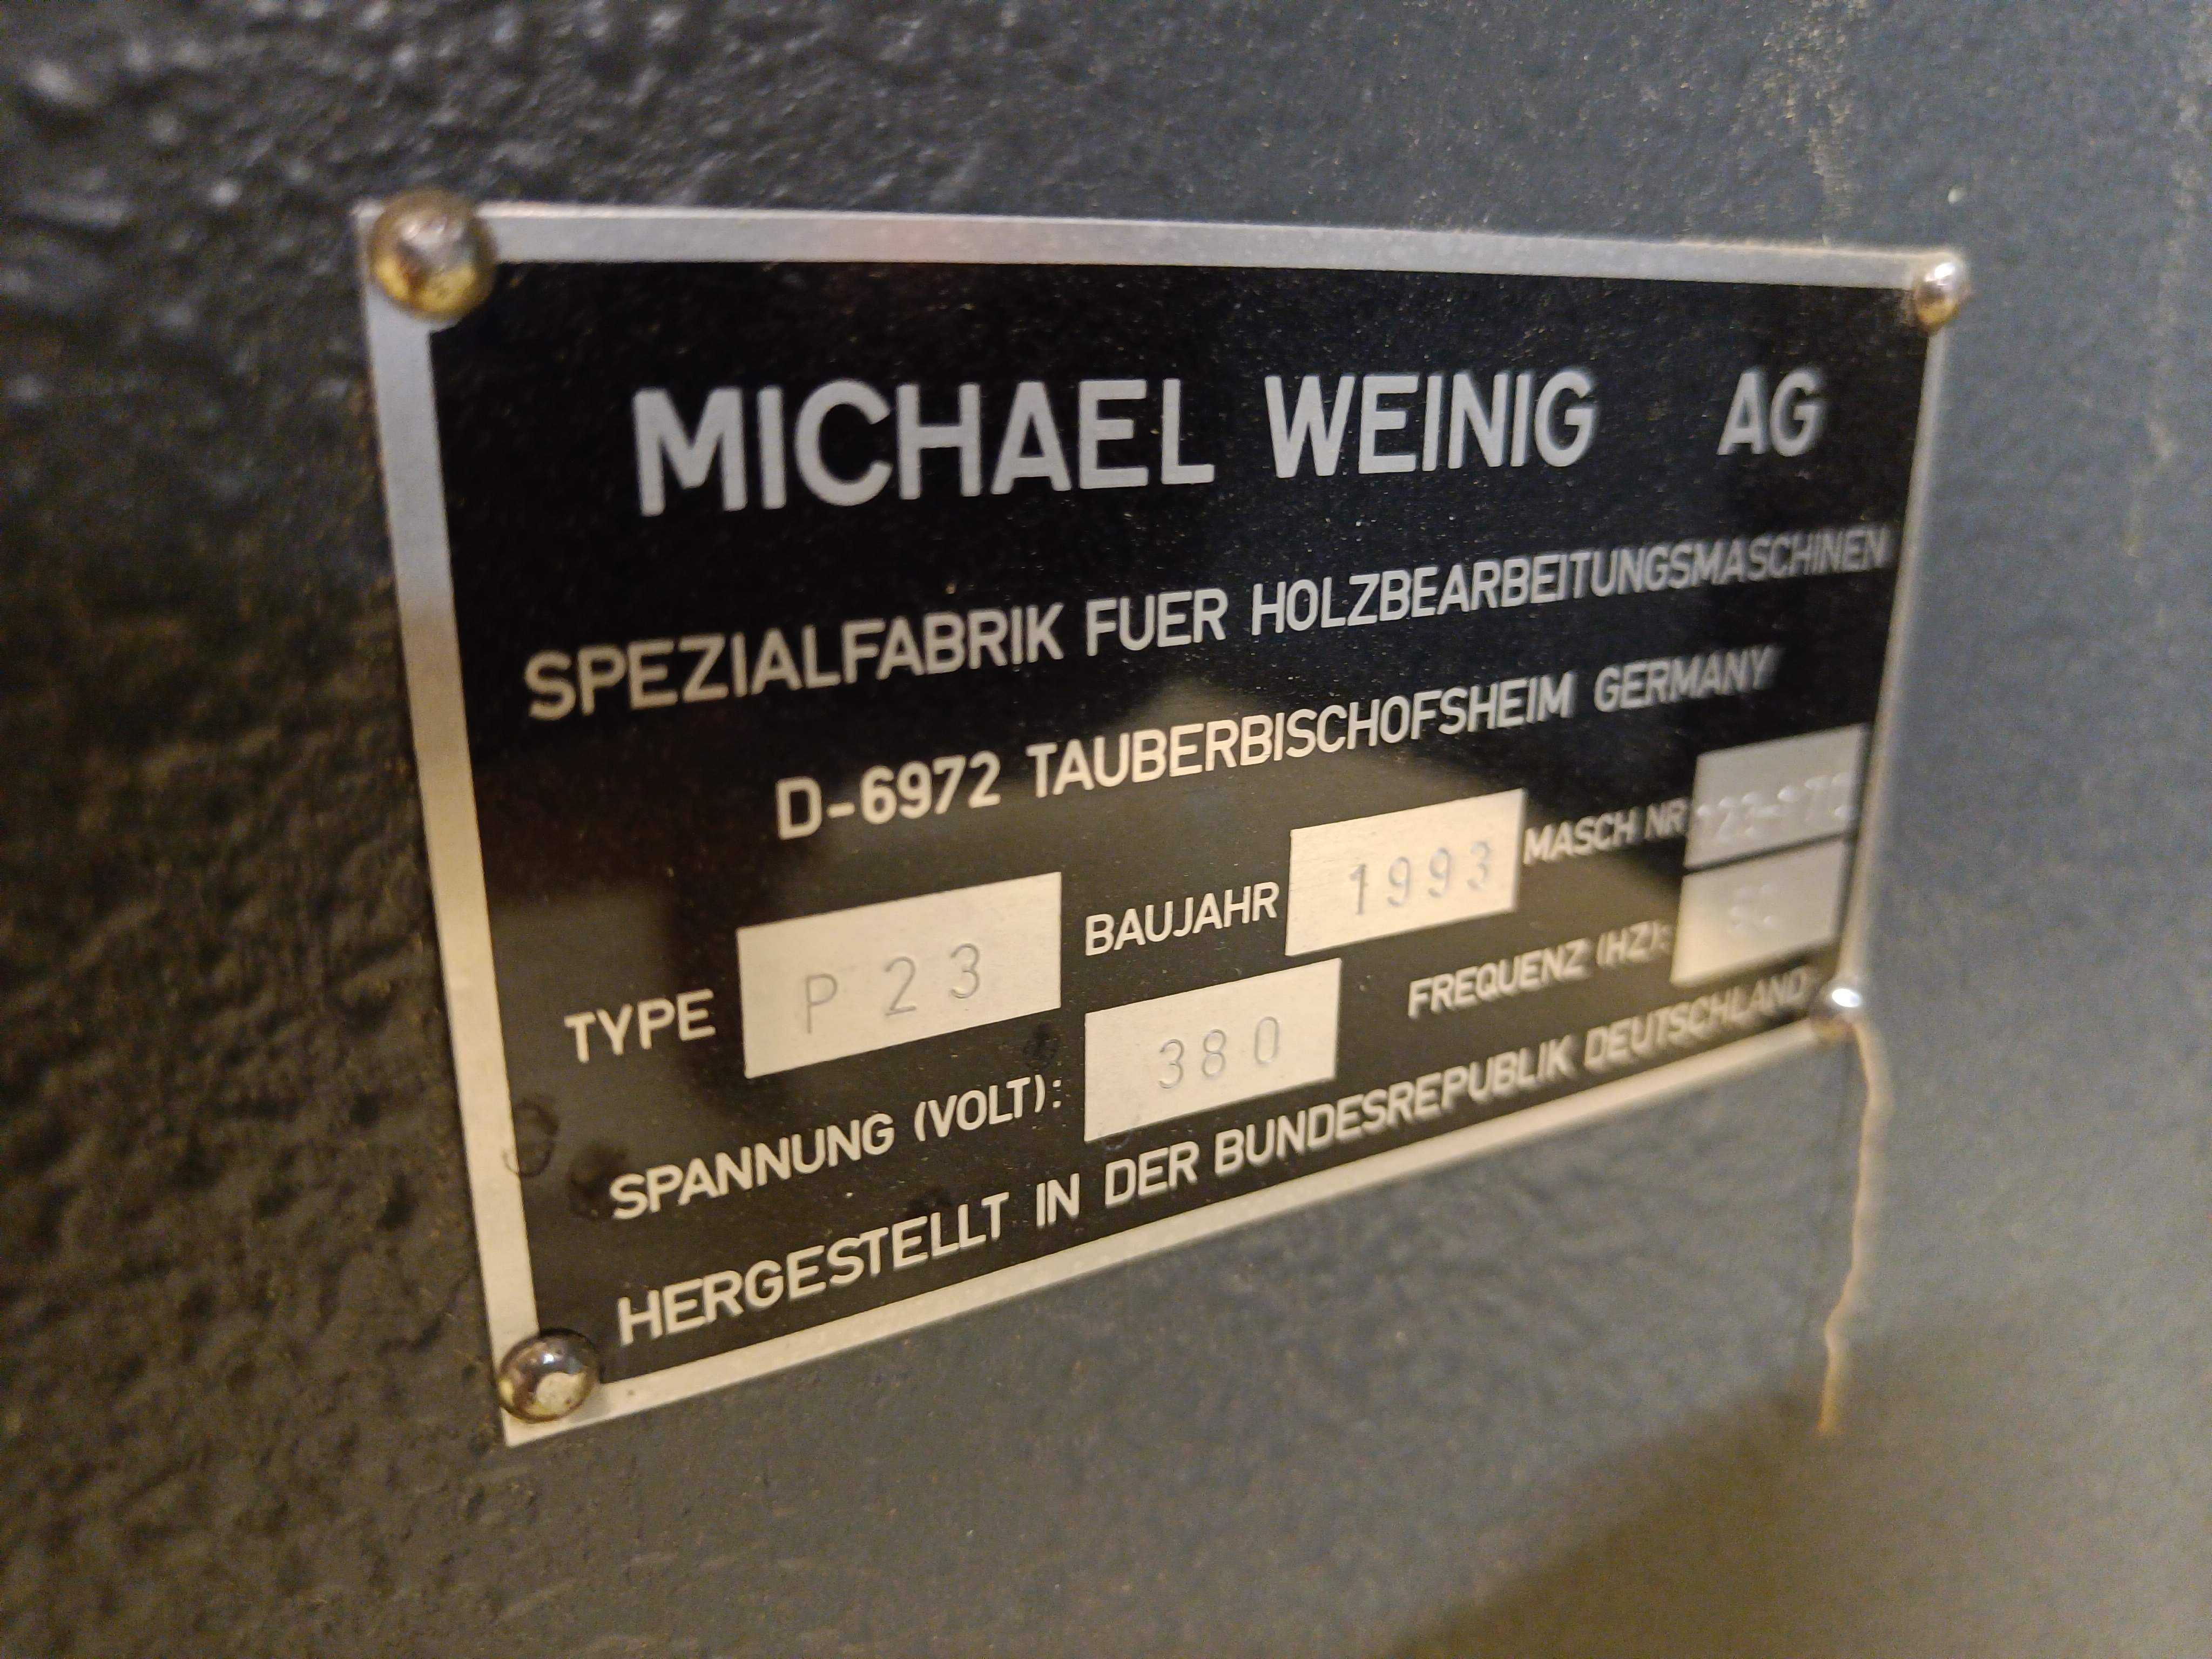 MICHAEL WEINIG AG
SPEZIALFABRIK FUER HOLZBEARBEITUNGSMASCHINEN
D-6972 TAUBERBISCHOFSHEIM GERMANY
TYPE P 23 BAUJAHR 1993 MASCH NR
SPANNUNG (VOLT): 380 FREQUENZ (HZ): 50
HERGESTELLT IN DER BUNDESREPUBLIK DEUTSCHLAND